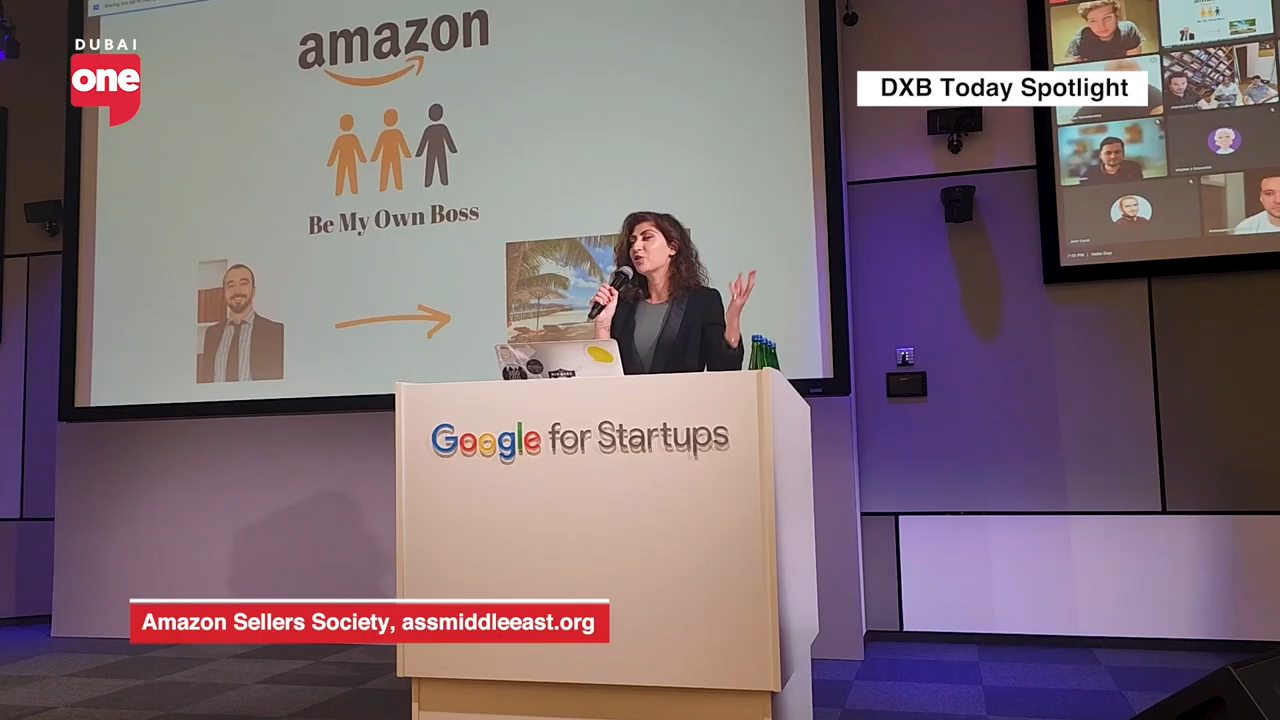 DUBAI
one
DXB Today Spotlight
amazon
Be My Own Boss
Google for Startups
Amazon Sellers Society, assmiddleeast.org